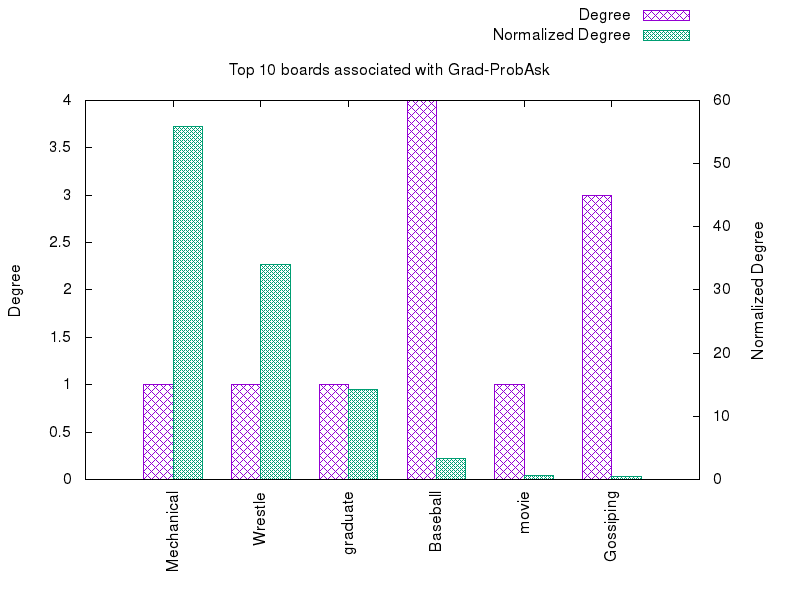 Degree
Normalized Degree
Top 10 boards associated with Grad-ProbAsk
4
3.5
3
2.5
2
1.5
1
0.5
0
60
50
40
30
20
10
0
Degree
Normalized Degree
Mechanical
Wrestle
graduate
Baseball
movie
Gossiping